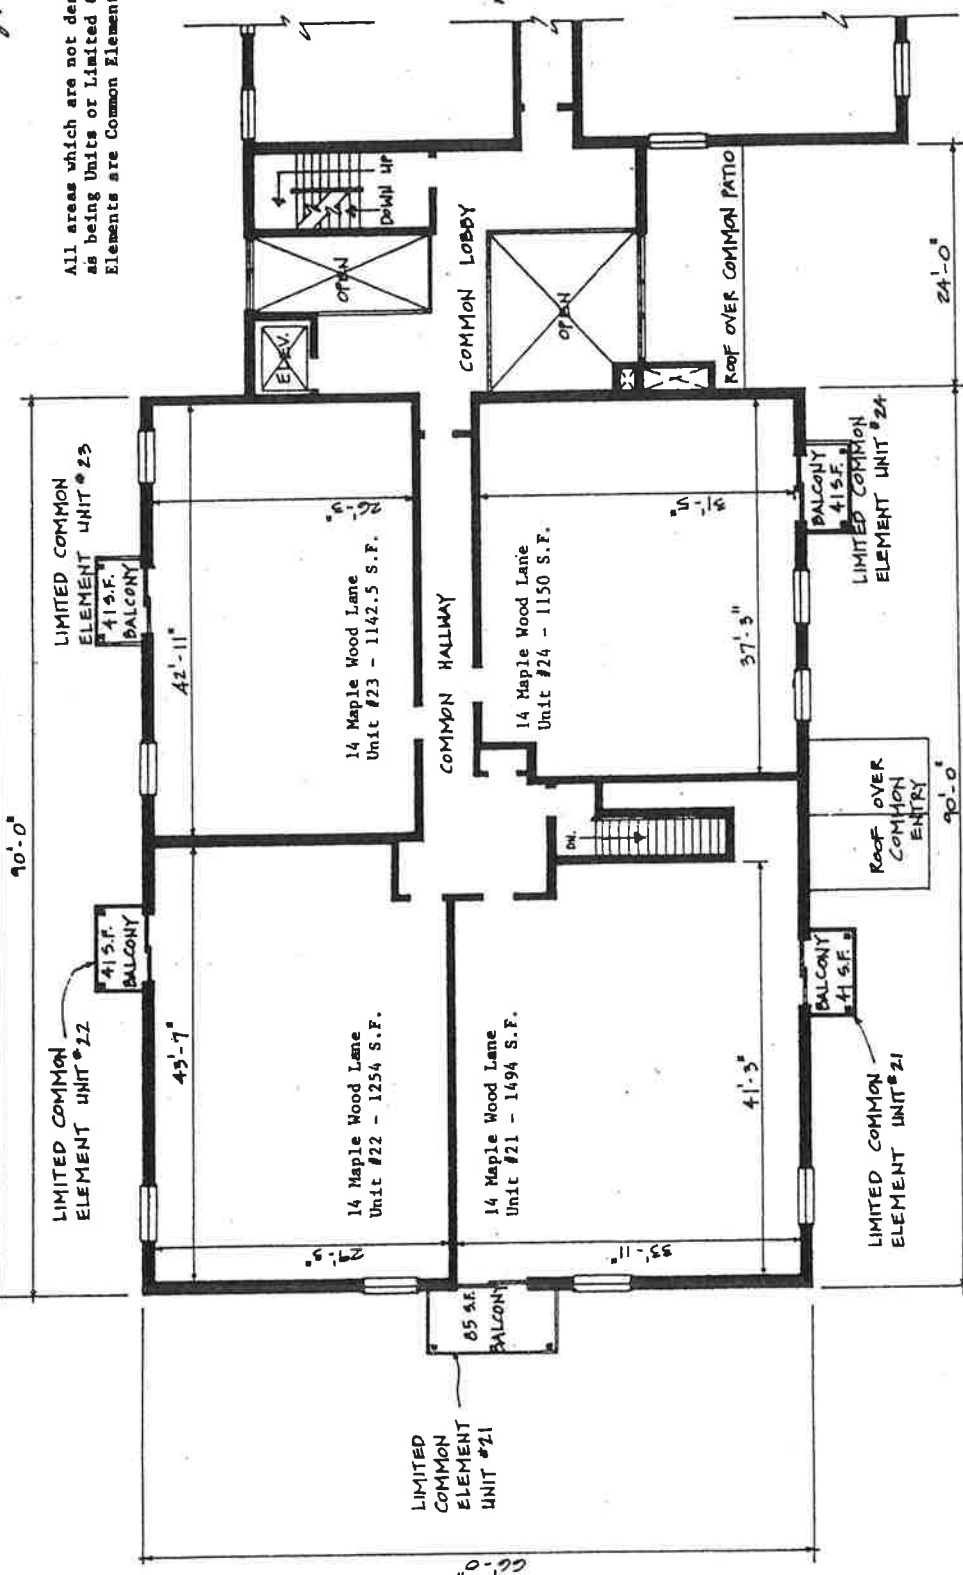 All areas which are not des
as being Units or Limited C
Elements are Common Element
90'-0"
LIMITED COMMON
ELEMENT UNIT #22
41 S.F.
BALCONY
LIMITED COMMON
ELEMENT UNIT #23
41 S.F.
BALCONY
43'-7"
42'-11"
29'-3"
26'-3"
14 Maple Wood Lane
Unit #22 - 1254 S.F.
14 Maple Wood Lane
Unit #23 - 1142.5 S.F.
ELEV.
OPEN
DOWN
UP
COMMON HALLWAY
COMMON LOBBY
OPEN
LIMITED
COMMON
ELEMENT
UNIT #21
85 S.F.
BALCONY
14 Maple Wood Lane
Unit #21 - 1494 S.F.
14 Maple Wood Lane
Unit #24 - 1150 S.F.
DN.
33'-11"
31'-5"
41'-3"
37'-3"
ROOF OVER COMMON PATIO
BALCONY
41 S.F.
LIMITED COMMON
ELEMENT UNIT #21
ROOF OVER
COMMON
ENTRY
BALCONY
41 S.F.
LIMITED COMMON
ELEMENT UNIT #24
90'-0"
24'-0"
66'-0"